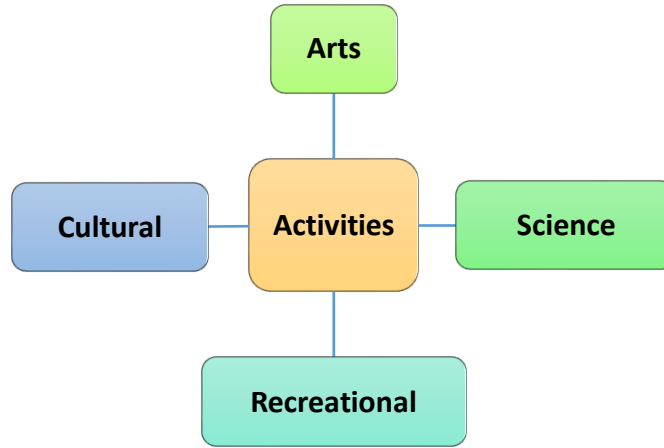 Arts
Cultural
Activities
Science
Recreational